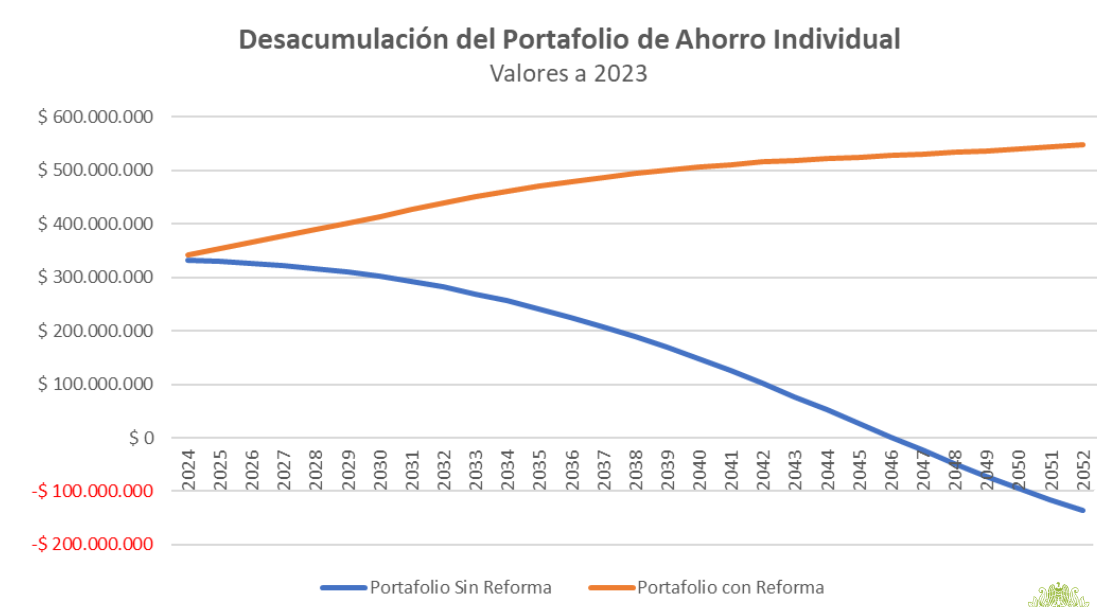 Desacumulación del Portafolio de Ahorro Individual
Valores a 2023
$ 600.000.000
$ 500.000.000
$ 400.000.000
$ 300.000.000
$ 200.000.000
$ 100.000.000
$ 0
-$ 100.000.000
-$ 200.000.000
2024 2025 2026 2027 2028 2029 2030 2031 2032 2033 2034 2035 2036 2037 2038 2039 2040 2041 2042 2043 2044 2045 2046 2047 2048 2049 2050 2051 2052
Portafolio Sin Reforma Portafolio con Reforma